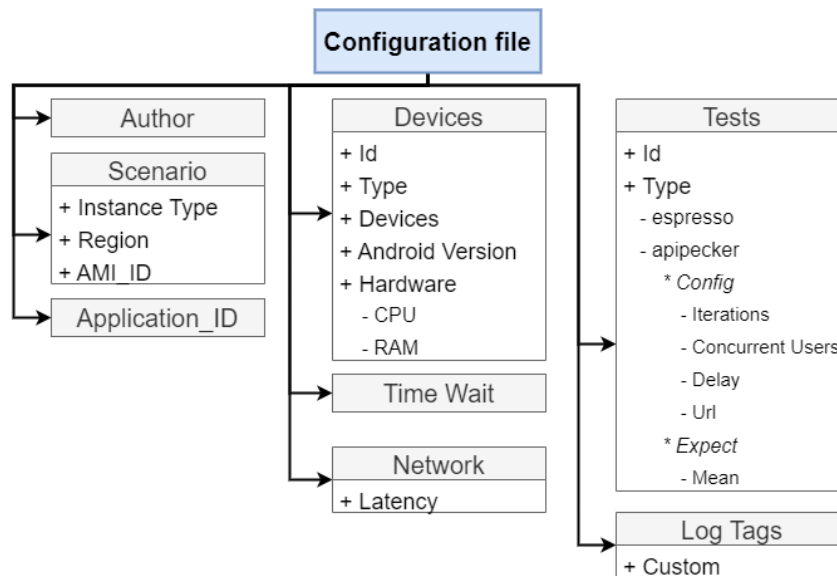 Configuration file
Author
Scenario
+ Instance Type
+ Region
+ AMI_ID
Application_ID
Devices
+ Id
+ Type
+ Devices
+ Android Version
+ Hardware
- CPU
- RAM
Time Wait
Network
+ Latency
Tests
+ Id
+ Type
- espresso
- apipecker
* Config
- Iterations
- Concurrent Users
- Delay
- Url
* Expect
- Mean
Log Tags
+ Custom